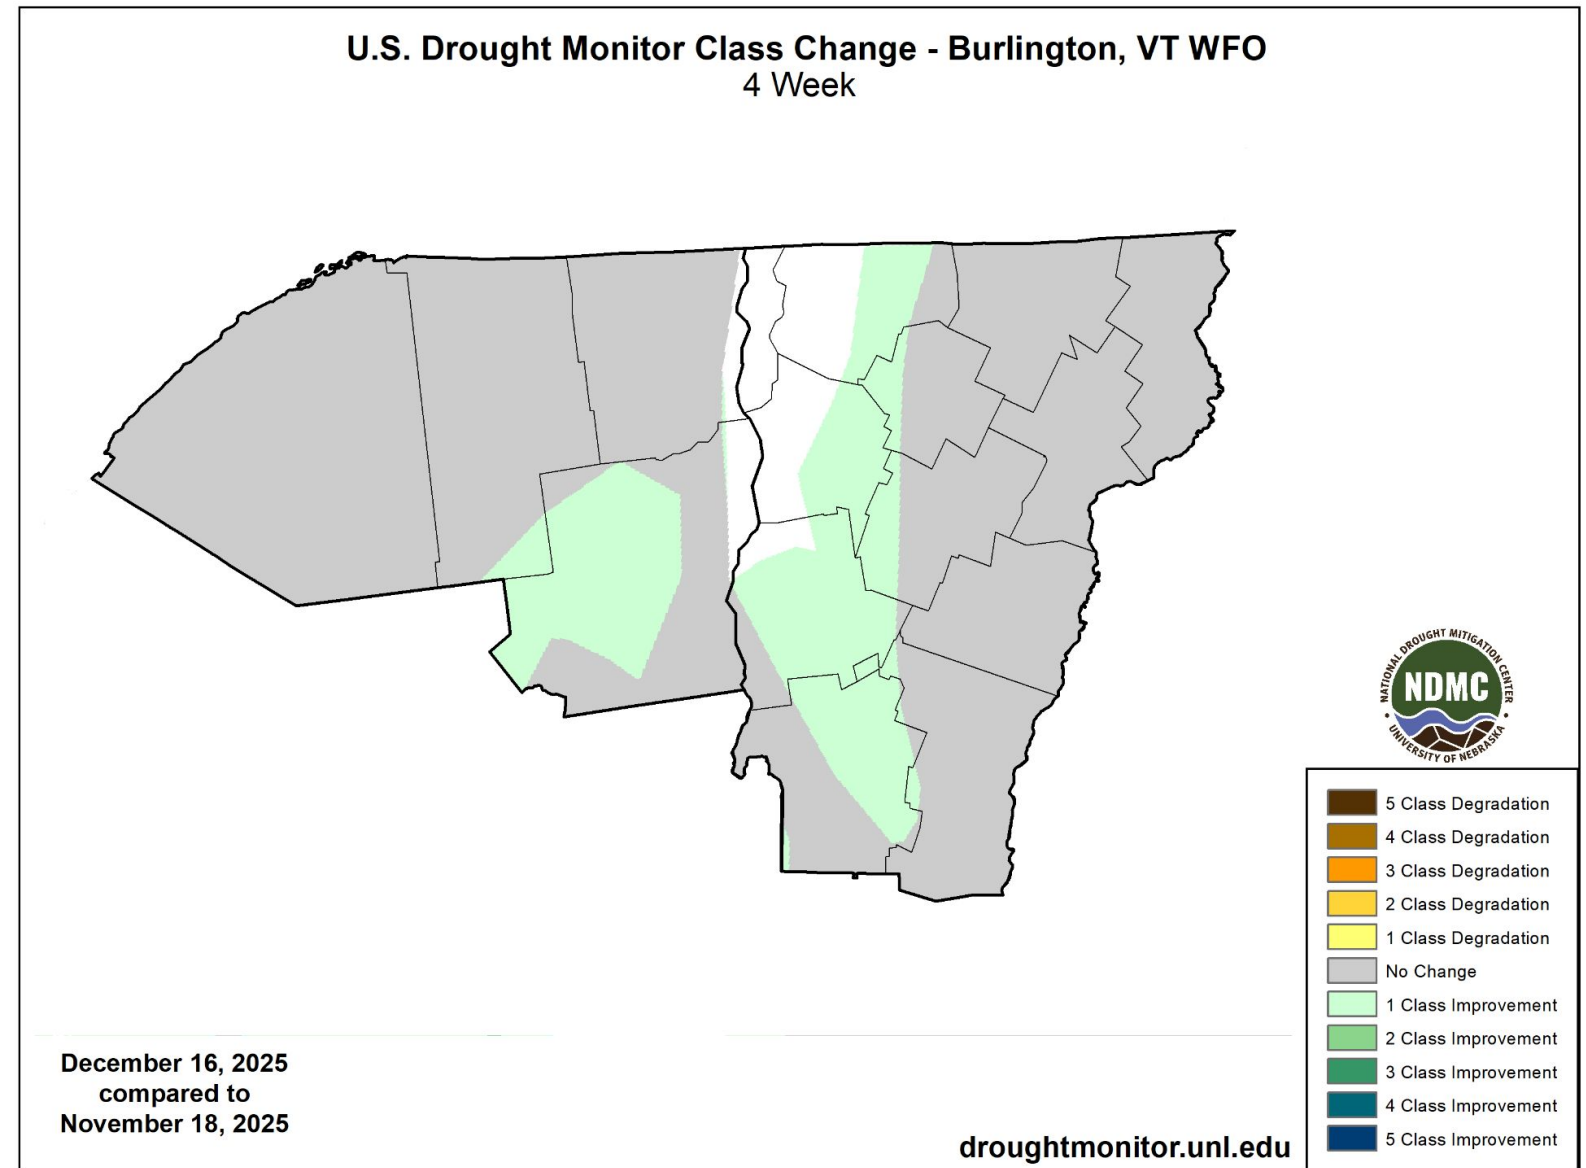 U.S. Drought Monitor Class Change - Burlington, VT WFO
4 Week
NATIONAL DROUGHT MITIGATION CENTER
NDMC
UNIVERSITY OF NEBRASKA
5 Class Degradation
4 Class Degradation
3 Class Degradation
2 Class Degradation
1 Class Degradation
No Change
1 Class Improvement
2 Class Improvement
3 Class Improvement
4 Class Improvement
5 Class Improvement
December 16, 2025
compared to
November 18, 2025
droughtmonitor.unl.edu